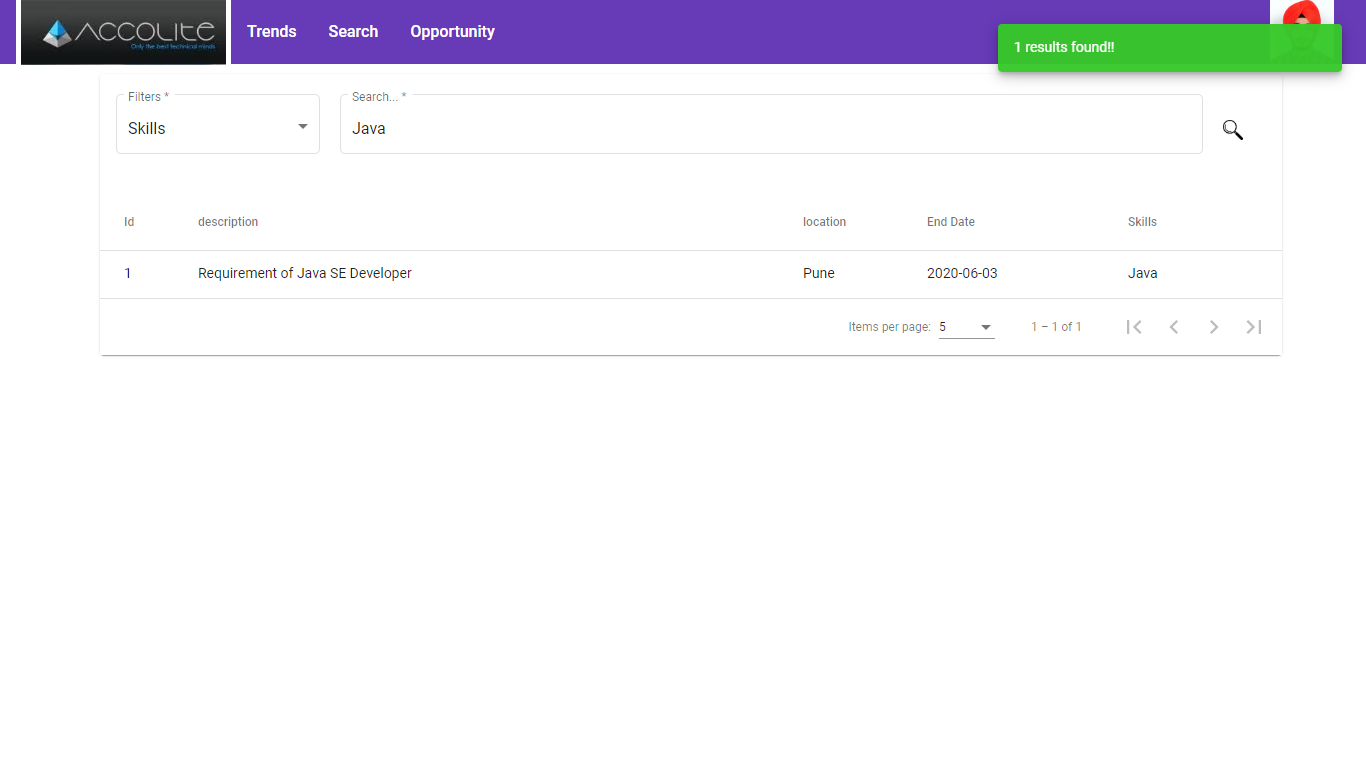 ACCOLITE
Only the best technical minds
Trends Search Opportunity
1 results found!!
Filters * Search... *
Skills Java
Id description location End Date Skills
1 Requirement of Java SE Developer Pune 2020-06-03 Java
Items per page: 5 1 – 1 of 1